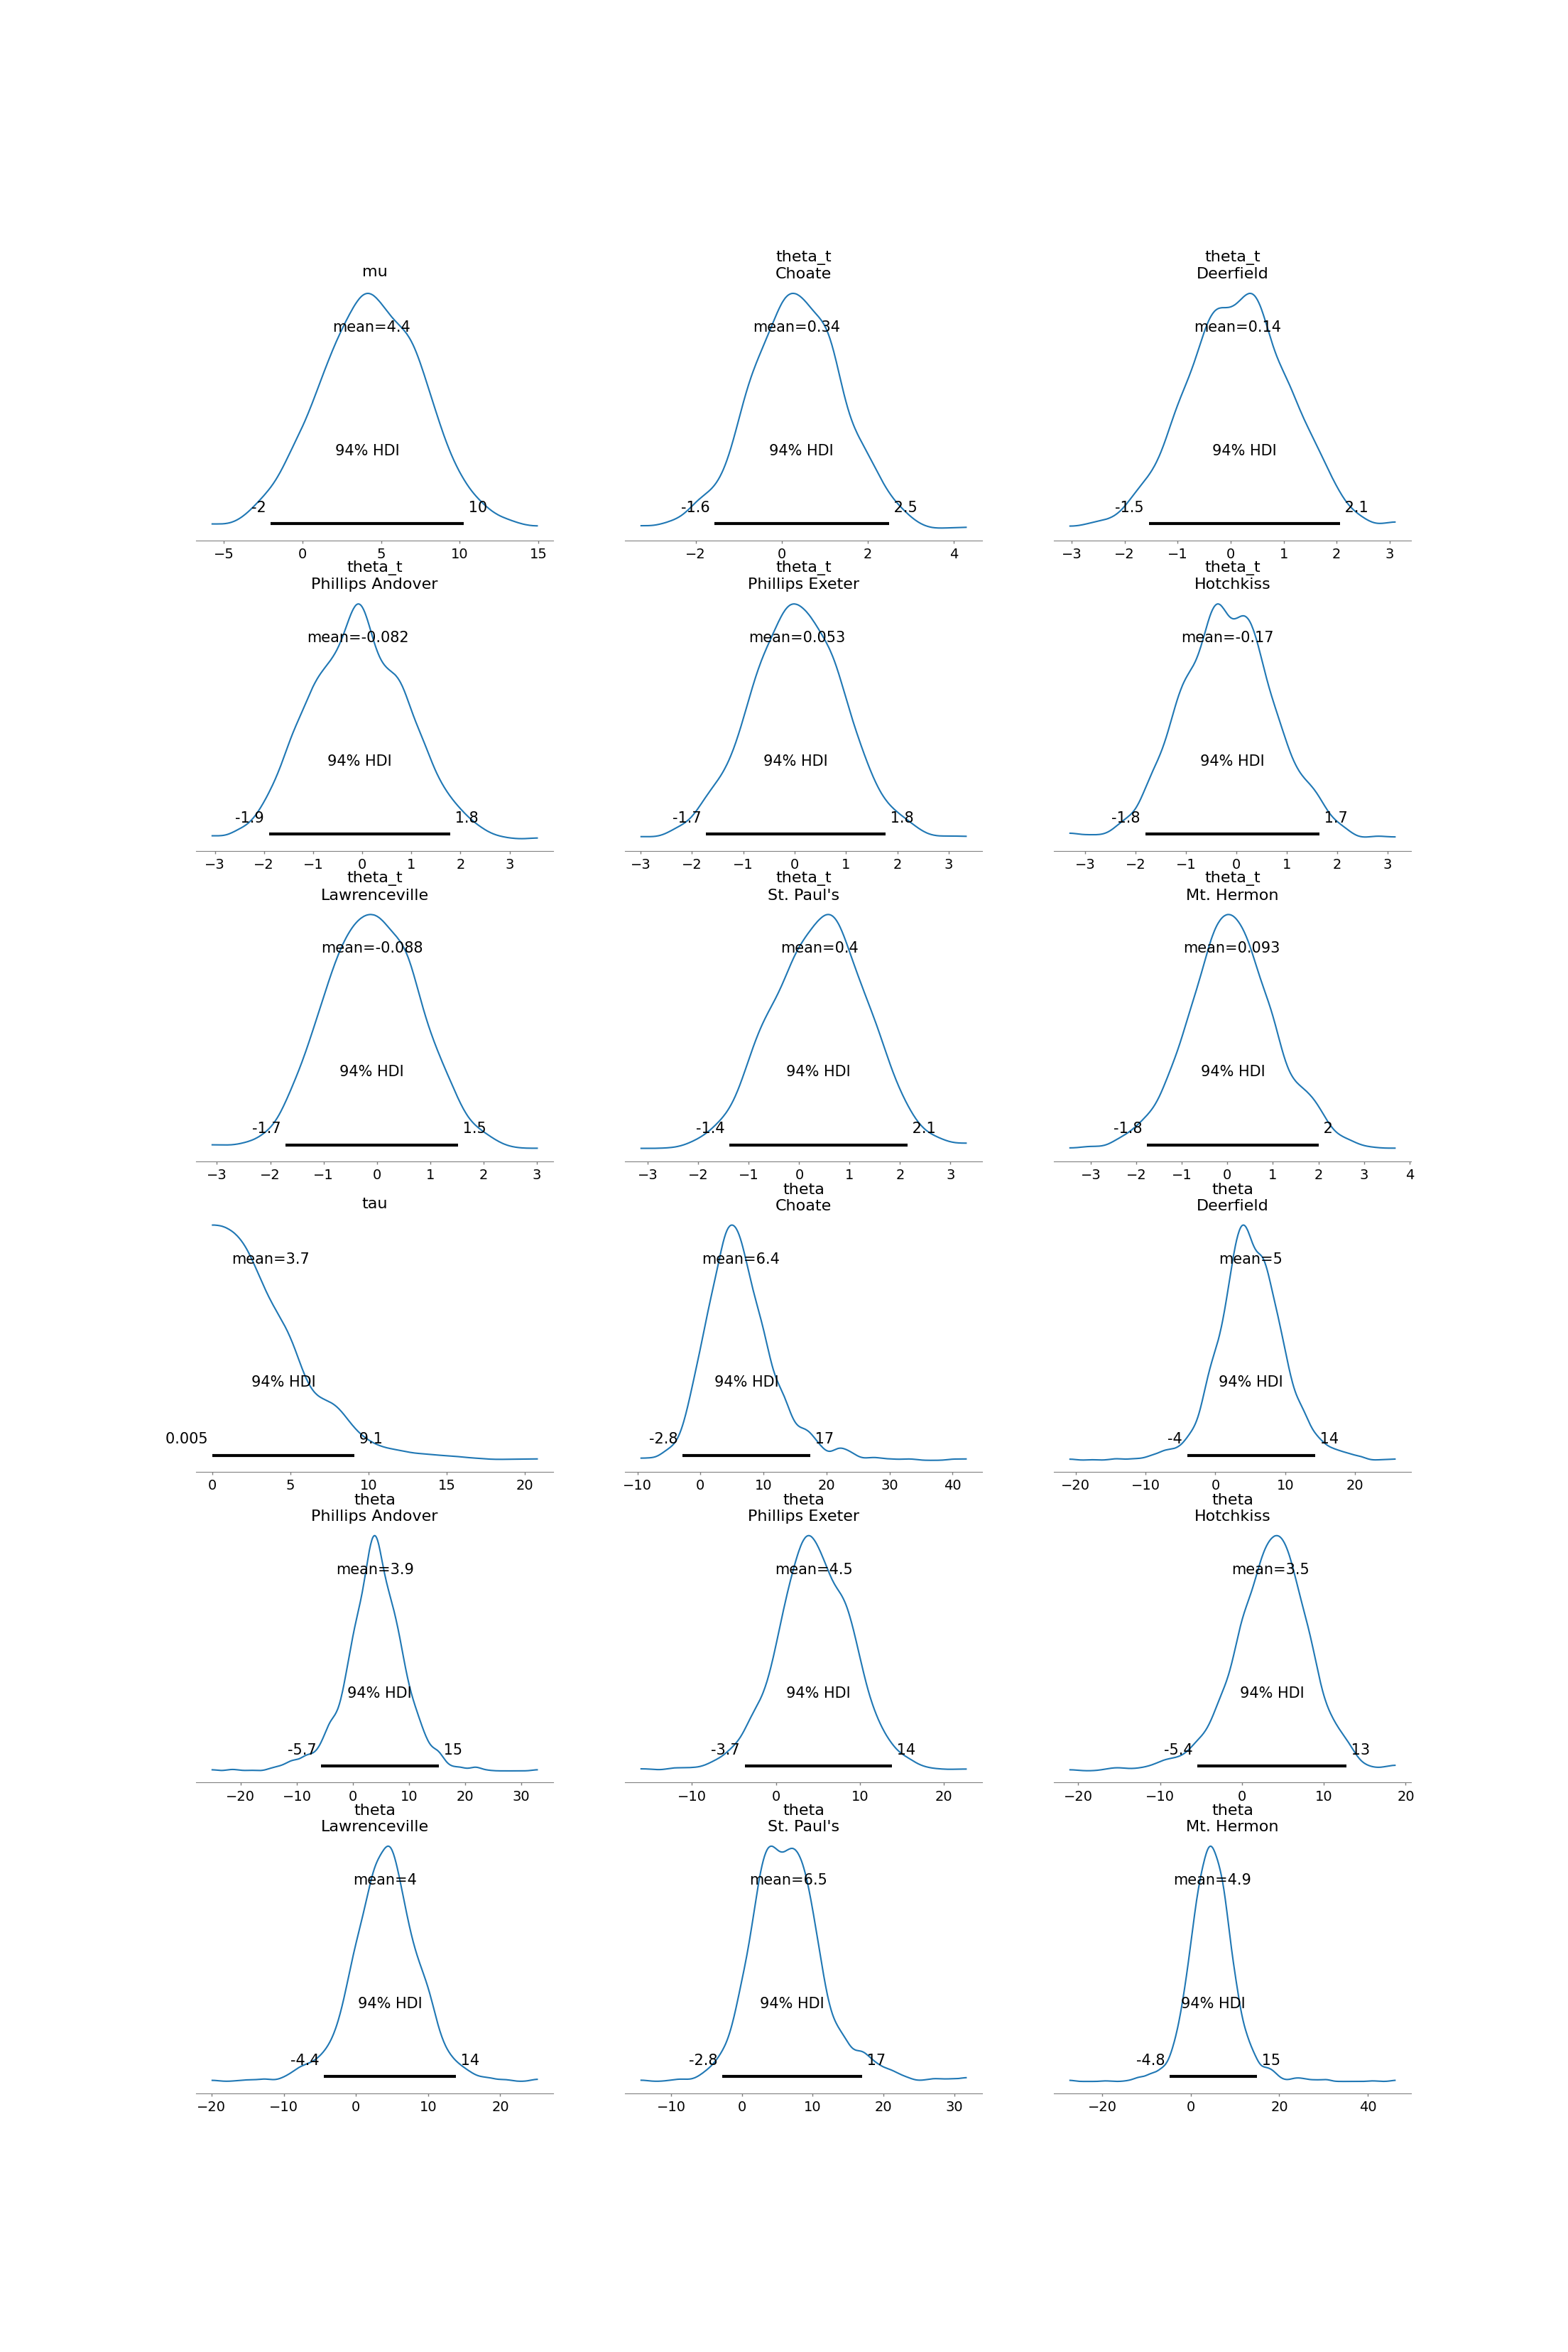 mu
mean=4.4
94% HDI
-2 10
−5 0 5 10 15
theta_t
Choate
mean=0.34
94% HDI
-1.6 2.5
−2 0 2 4
theta_t
Deerfield
mean=0.14
94% HDI
-1.5 2.1
−3 −2 −1 0 1 2 3
theta_t
Phillips Andover
mean=-0.082
94% HDI
-1.9 1.8
−3 −2 −1 0 1 2 3
theta_t
Phillips Exeter
mean=0.053
94% HDI
-1.7 1.8
−3 −2 −1 0 1 2 3
theta_t
Hotchkiss
mean=-0.17
94% HDI
-1.8 1.7
−3 −2 −1 0 1 2 3
theta_t
Lawrenceville
mean=-0.088
94% HDI
-1.7 1.5
−3 −2 −1 0 1 2 3
theta_t
St. Paul's
mean=0.4
94% HDI
-1.4 2.1
−3 −2 −1 0 1 2 3
theta_t
Mt. Hermon
mean=0.093
94% HDI
-1.8 2
−3 −2 −1 0 1 2 3 4
tau
mean=3.7
94% HDI
0.005 9.1
0 5 10 15 20
theta
Choate
mean=6.4
94% HDI
-2.8 17
−10 0 10 20 30 40
theta
Deerfield
mean=5
94% HDI
-4 14
−20 −10 0 10 20
theta
Phillips Andover
mean=3.9
94% HDI
-5.7 15
−20 −10 0 10 20 30
theta
Phillips Exeter
mean=4.5
94% HDI
-3.7 14
−10 0 10 20
theta
Hotchkiss
mean=3.5
94% HDI
-5.4 13
−20 −10 0 10 20
theta
Lawrenceville
mean=4
94% HDI
-4.4 14
−20 −10 0 10 20
theta
St. Paul's
mean=6.5
94% HDI
-2.8 17
−10 0 10 20 30
theta
Mt. Hermon
mean=4.9
94% HDI
-4.8 15
−20 0 20 40